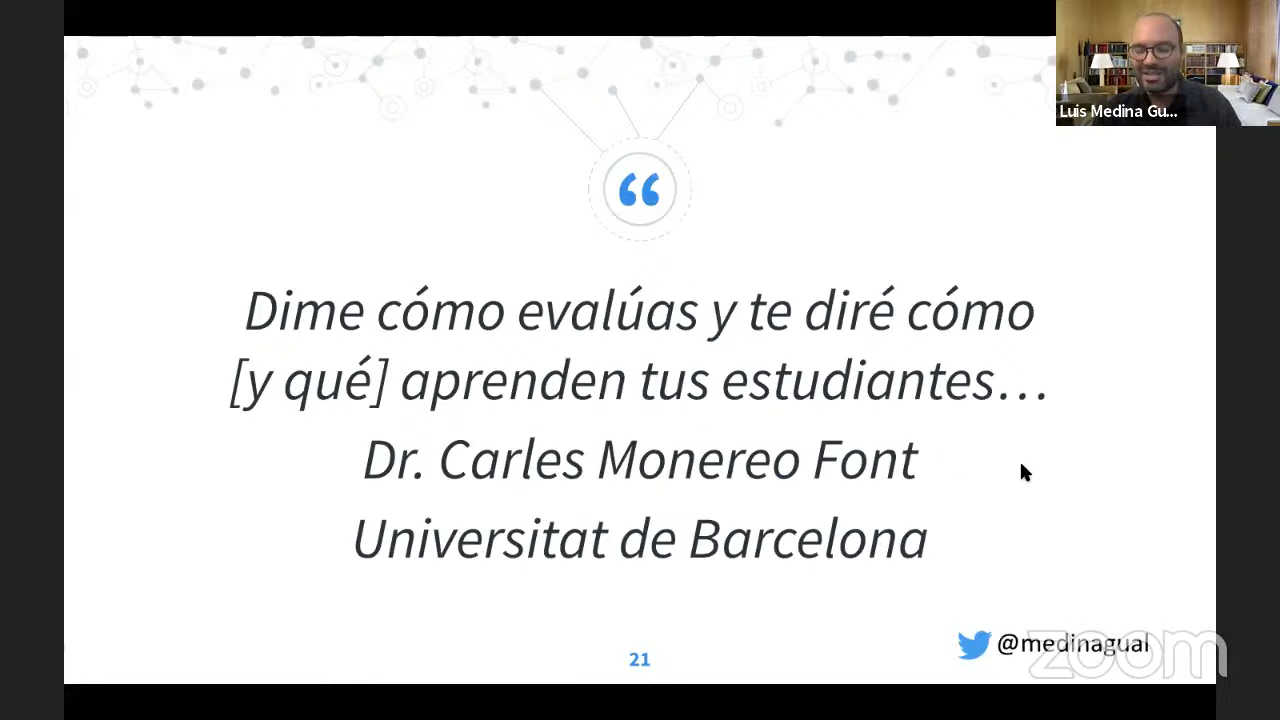 Luis Medina Gu...
“
Dime cómo evalúas y te diré cómo
[y qué] aprenden tus estudiantes…
Dr. Carles Monereo Font
Universitat de Barcelona
@medinagual
zoom
21